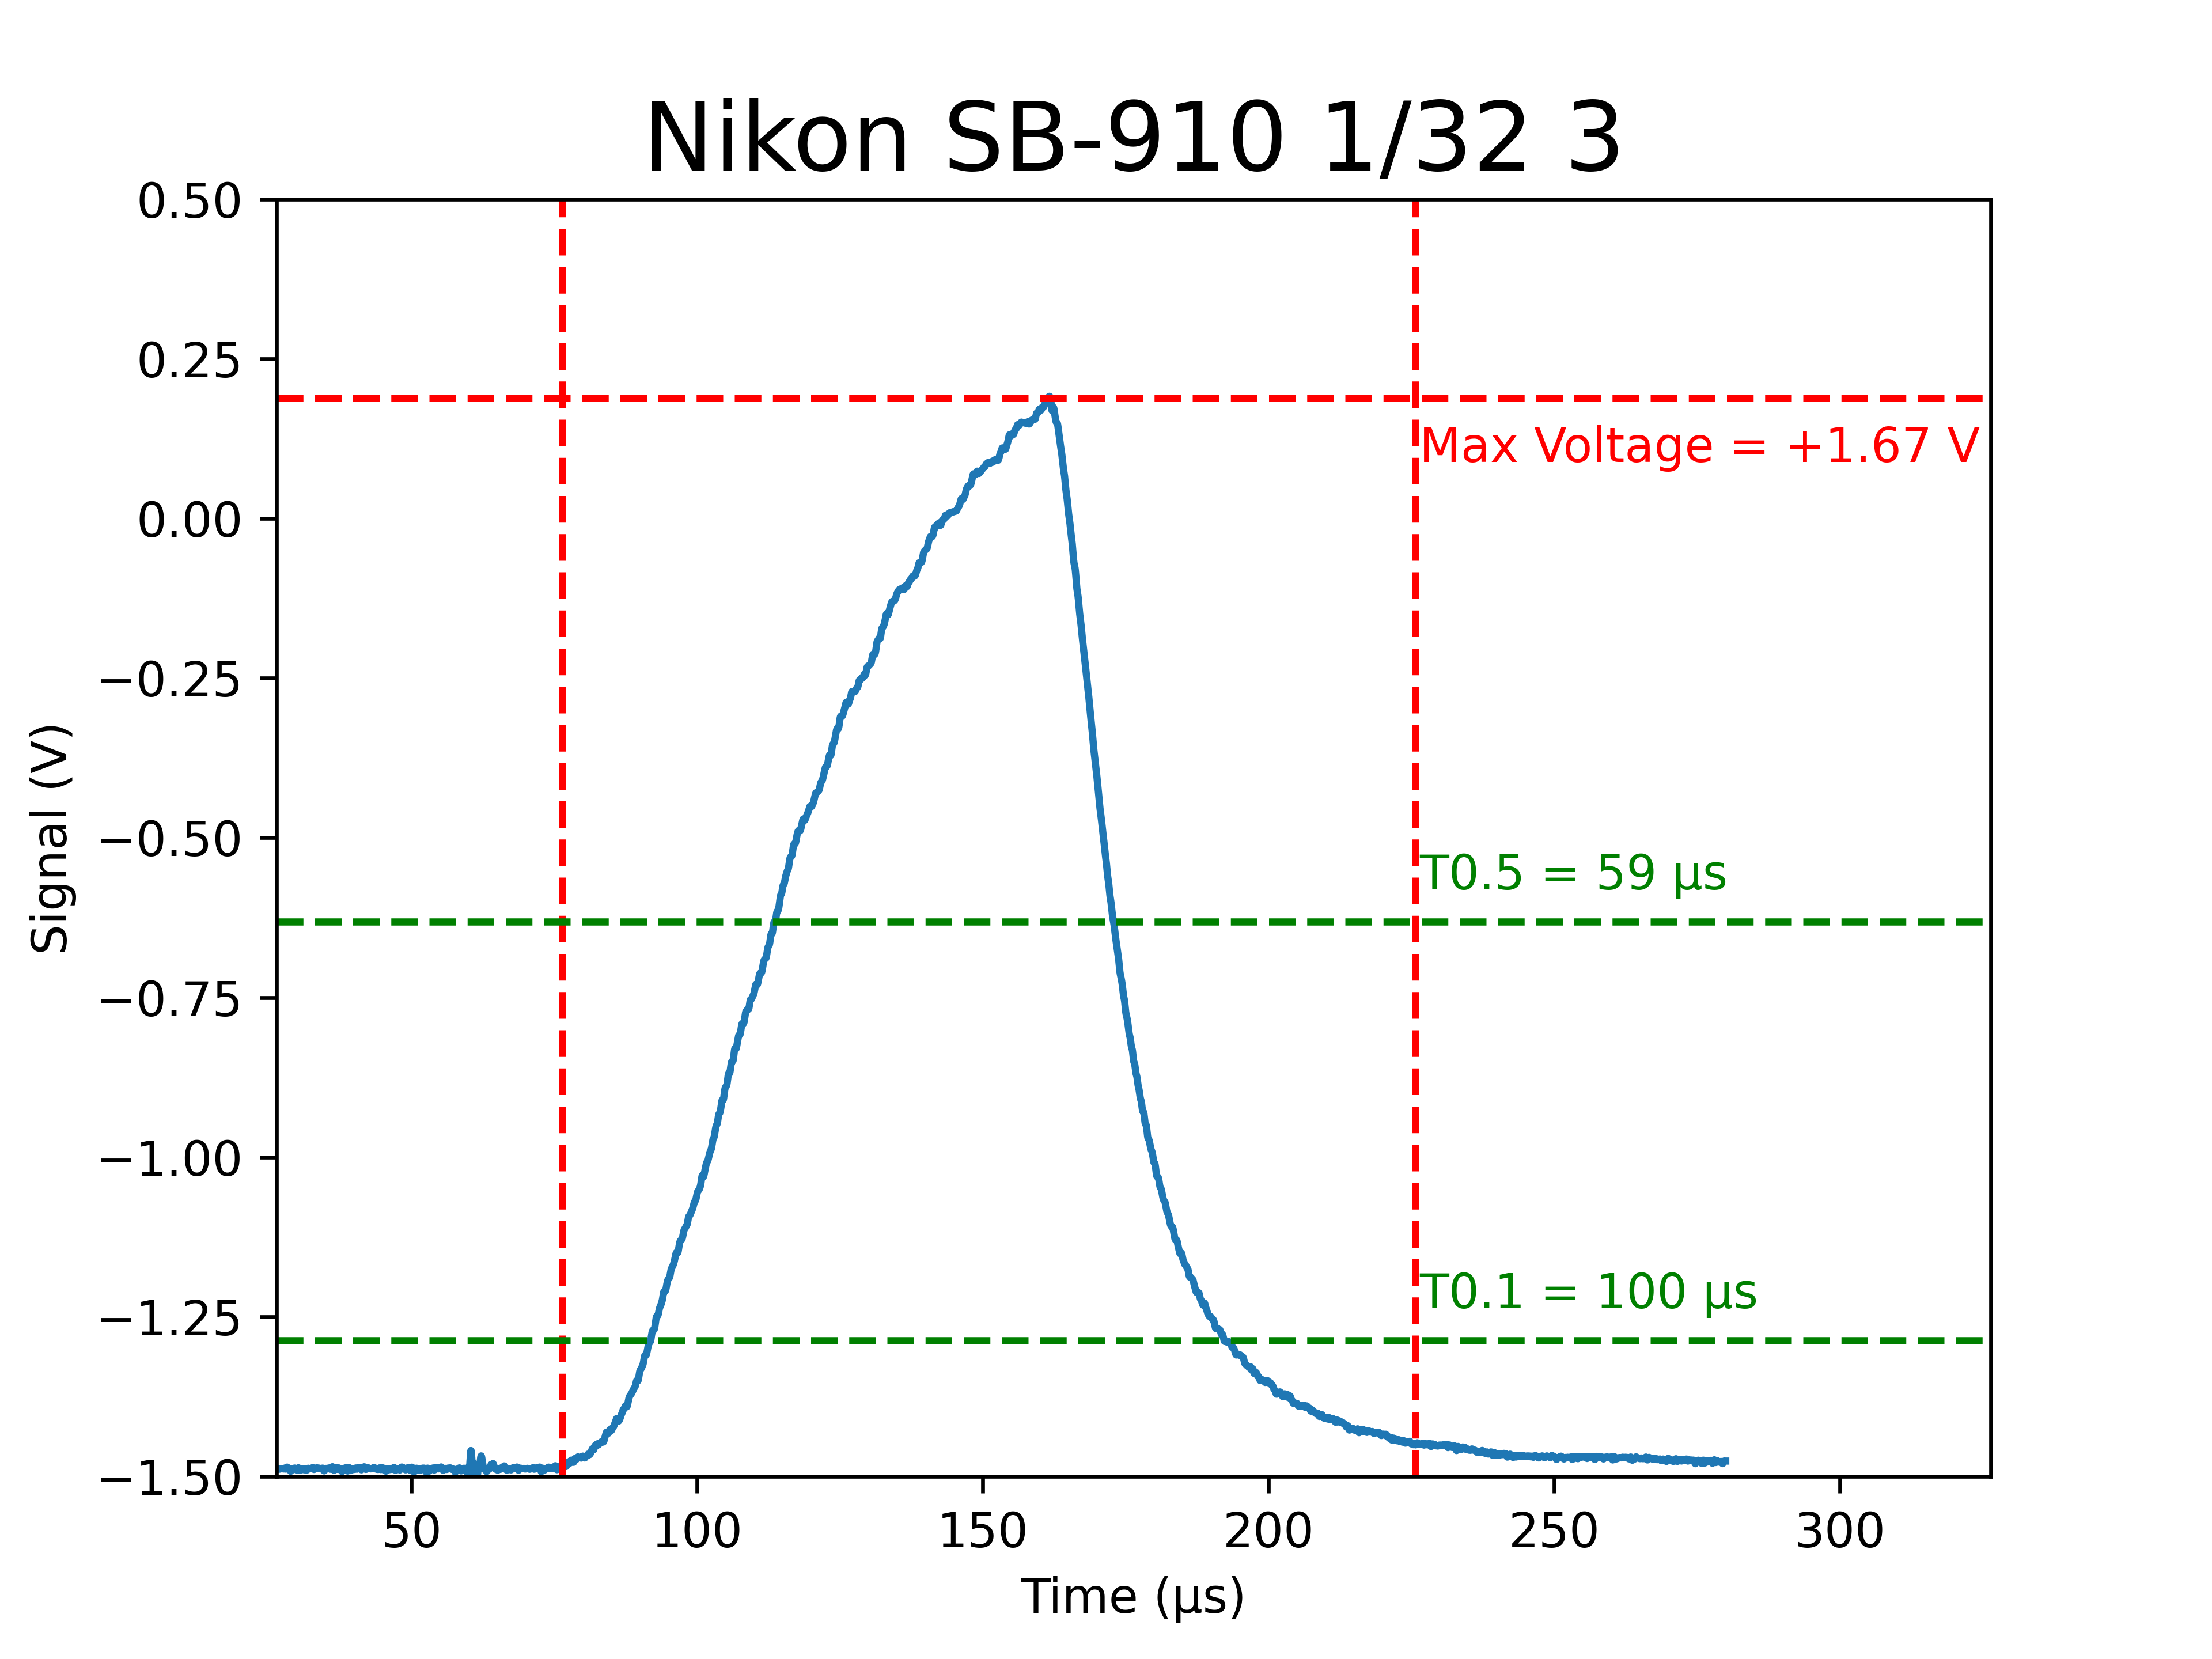 Nikon SB-910 1/32 3
0.50
0.25
0.00
−0.25
−0.50
−0.75
−1.00
−1.25
−1.50
Signal (V)
Max Voltage = +1.67 V
T0.5 = 59 µs
T0.1 = 100 µs
50 100 150 200 250 300
Time (µs)